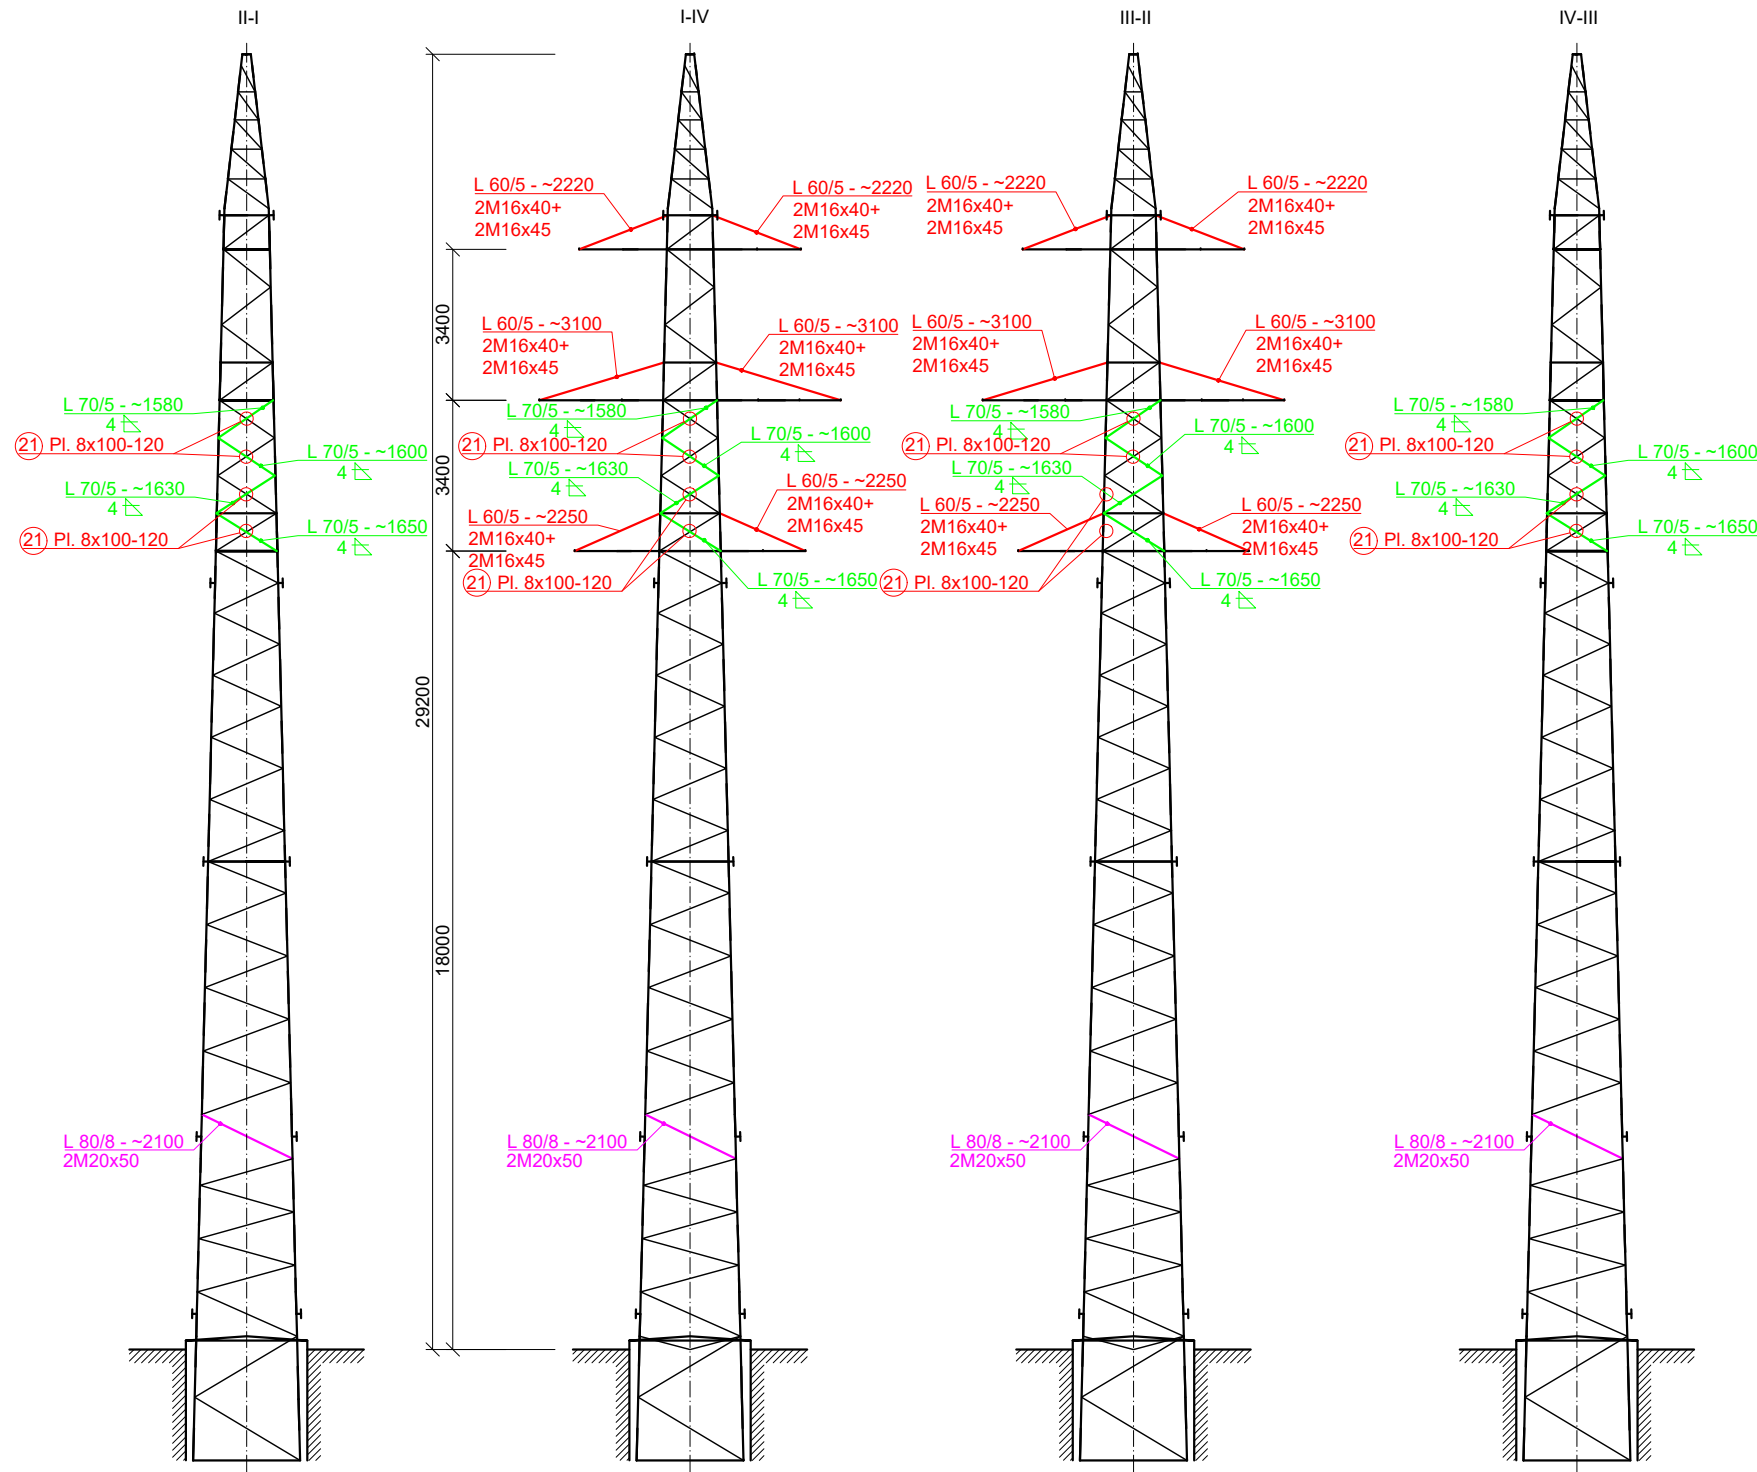 II-I
I-IV
III-II
IV-III
L 70/5 - ~1580
4
21 Pl. 8x100-120
L 70/5 - ~1600
4
L 70/5 - ~1630
4
21 Pl. 8x100-120
L 70/5 - ~1650
4
L 80/8 - ~2100
2M20x50
3400
3400
29200
18000
L 60/5 - ~2220
2M16x40+
2M16x45
L 60/5 - ~2220
2M16x40+
2M16x45
L 60/5 - ~3100
2M16x40+
2M16x45
L 60/5 - ~3100
2M16x40+
2M16x45
L 70/5 - ~1580
4
21 Pl. 8x100-120
L 70/5 - ~1600
4
L 70/5 - ~1630
4
L 60/5 - ~2250
2M16x40+
2M16x45
L 60/5 - ~2250
2M16x40+
2M16x45
21 Pl. 8x100-120
L 70/5 - ~1650
4
L 80/8 - ~2100
2M20x50
L 60/5 - ~2220
2M16x40+
2M16x45
L 60/5 - ~2220
2M16x40+
2M16x45
L 60/5 - ~3100
2M16x40+
2M16x45
L 60/5 - ~3100
2M16x40+
2M16x45
L 70/5 - ~1580
4
21 Pl. 8x100-120
L 70/5 - ~1600
4
L 70/5 - ~1630
4
L 60/5 - ~2250
2M16x40+
2M16x45
L 60/5 - ~2250
2M16x40+
2M16x45
21 Pl. 8x100-120
L 70/5 - ~1650
4
L 80/8 - ~2100
2M20x50
L 70/5 - ~1580
4
21 Pl. 8x100-120
L 70/5 - ~1600
4
L 70/5 - ~1630
4
21 Pl. 8x100-120
L 70/5 - ~1650
4
L 80/8 - ~2100
2M20x50